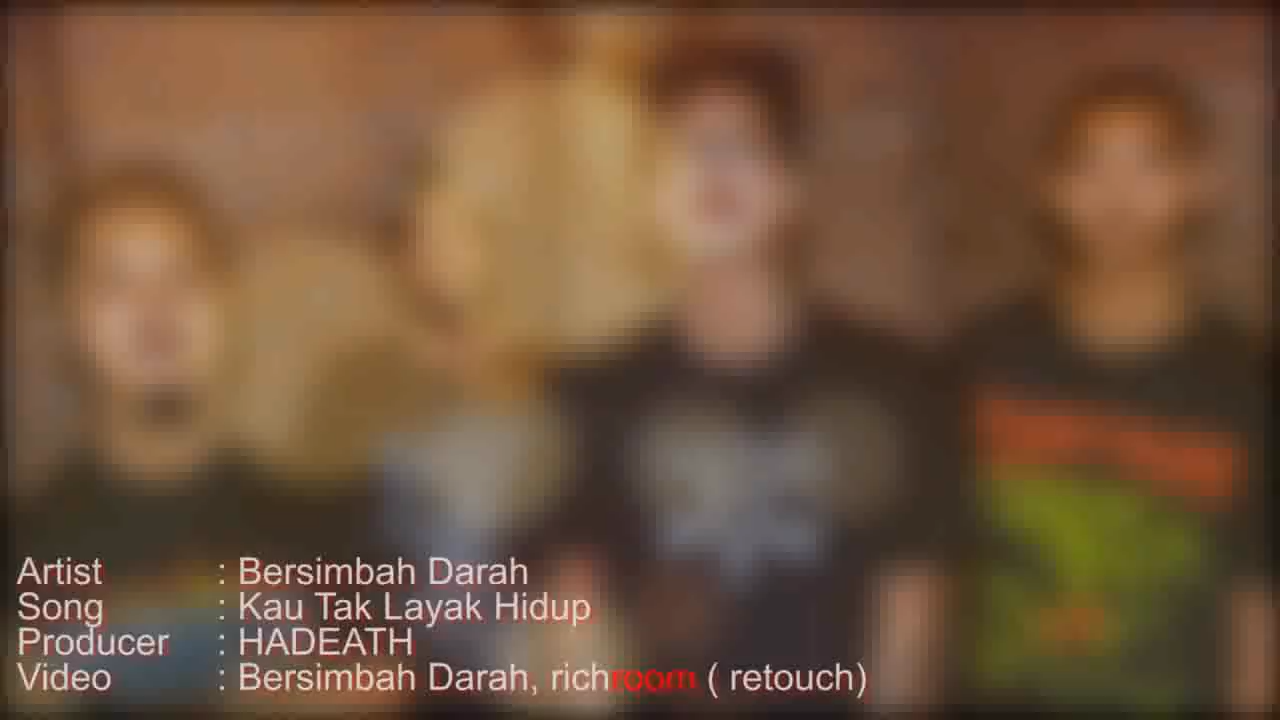 Artist : Bersimbah Darah
Song : Kau Tak Layak Hidup
Producer : HADEATH
Video : Bersimbah Darah, richroom ( retouch)